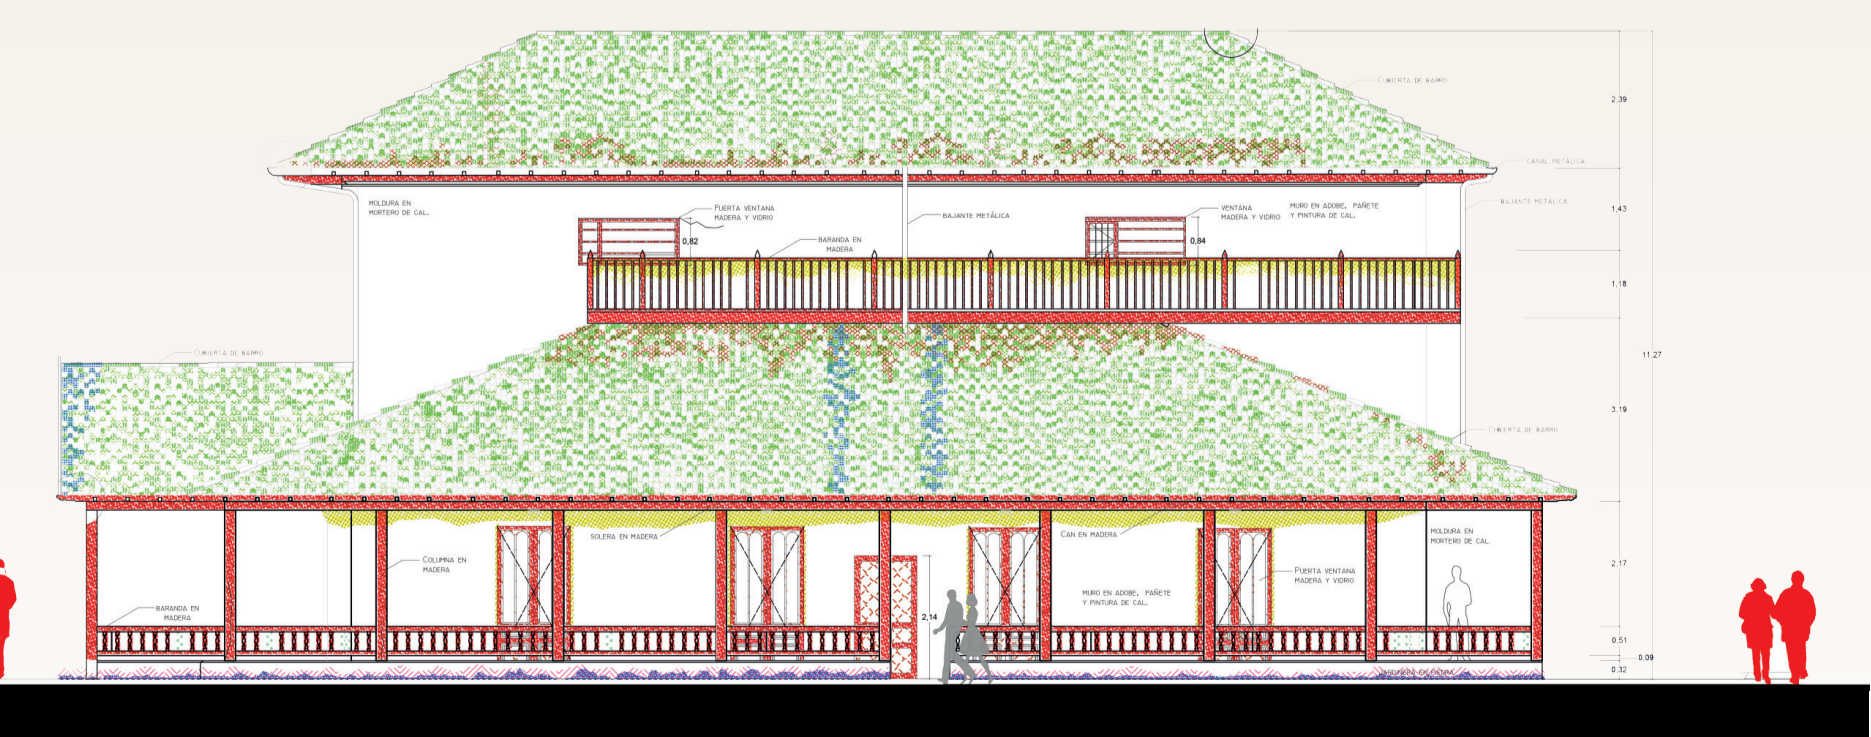 CUBIERTA DE BARRO
2,39
CANAL METÁLICA
MOLDURA EN
MORTERO DE CAL.
PUERTA VENTANA
MADERA Y VIDRIO
BAJANTE METÁLICA
VENTANA
MADERA Y VIDRIO
MURO EN ADOBE, PAÑETE
Y PINTURA DE CAL.
BAJANTE METÁLICA
1,43
0,82
BARANDA EN
MADERA
0,84
1,18
CUBIERTA DE BARRO
11.27
3,19
CUBIERTA DE BARRO
SOLERA EN MADERA
CAN EN MADERA
MOLDURA EN
MORTERO DE CAL
COLUMNA EN
MADERA
PUERTA VENTANA
MADERA Y VIDRIO
2,17
MURO EN ADOBE, PAÑETE
Y PINTURA DE CAL.
BARANDA EN
MADERA
2,14
0,51
0,09
0,32